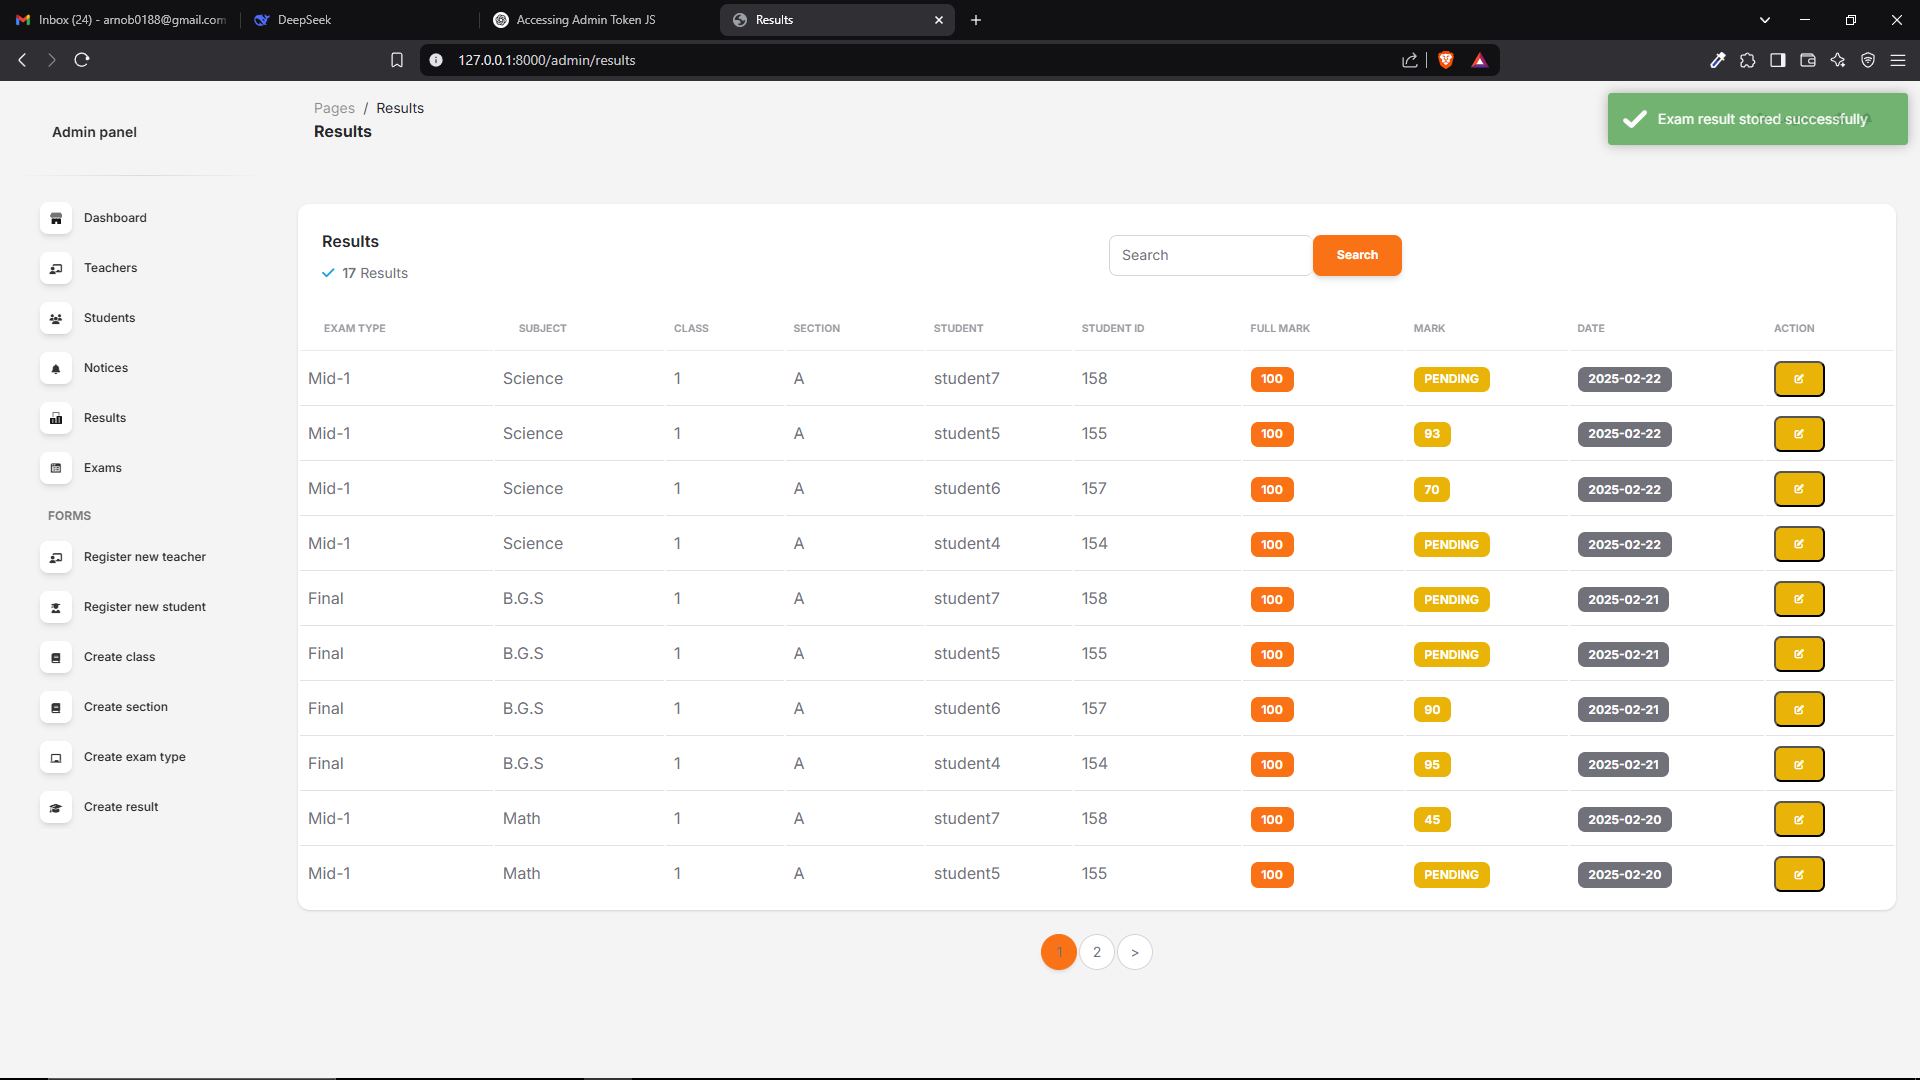 Inbox (24) - arnob0188@gmail.com DeepSeek Accessing Admin Token JS Results
127.0.0.1:8000/admin/results
Pages / Results
Results
Admin panel
Exam result stored successfully
Dashboard
Teachers
Students
Notices
Results
Exams
FORMS
Register new teacher
Register new student
Create class
Create section
Create exam type
Create result
Results
17 Results
Search Search
EXAM TYPE SUBJECT CLASS SECTION STUDENT STUDENT ID FULL MARK MARK DATE ACTION
Mid-1 Science 1 A student7 158 100 PENDING 2025-02-22
Mid-1 Science 1 A student5 155 100 93 2025-02-22
Mid-1 Science 1 A student6 157 100 70 2025-02-22
Mid-1 Science 1 A student4 154 100 PENDING 2025-02-22
Final B.G.S 1 A student7 158 100 PENDING 2025-02-21
Final B.G.S 1 A student5 155 100 PENDING 2025-02-21
Final B.G.S 1 A student6 157 100 90 2025-02-21
Final B.G.S 1 A student4 154 100 95 2025-02-21
Mid-1 Math 1 A student7 158 100 45 2025-02-20
Mid-1 Math 1 A student5 155 100 PENDING 2025-02-20
1 2 >